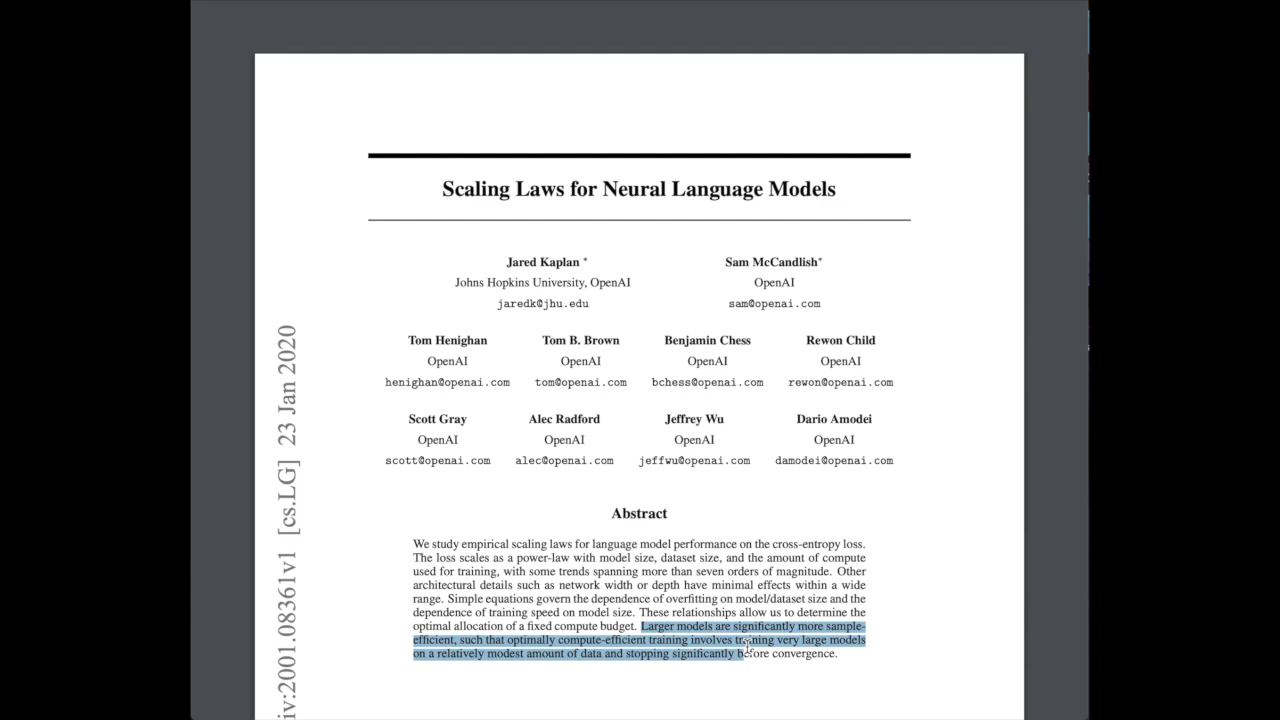 Scaling Laws for Neural Language Models
Jared Kaplan *
Johns Hopkins University, OpenAI
jaredk@jhu.edu
Sam McCandlish*
OpenAI
sam@openai.com
Tom Henighan
OpenAI
henighan@openai.com
Tom B. Brown
OpenAI
tom@openai.com
Benjamin Chess
OpenAI
bchess@openai.com
Rewon Child
OpenAI
rewon@openai.com
Scott Gray
OpenAI
scott@openai.com
Alec Radford
OpenAI
alec@openai.com
Jeffrey Wu
OpenAI
jeffwu@openai.com
Dario Amodei
OpenAI
damodei@openai.com
Abstract
We study empirical scaling laws for language model performance on the cross-entropy loss.
The loss scales as a power-law with model size, dataset size, and the amount of compute
used for training, with some trends spanning more than seven orders of magnitude. Other
architectural details such as network width or depth have minimal effects within a wide
range. Simple equations govern the dependence of overfitting on model/dataset size and the
dependence of training speed on model size. These relationships allow us to determine the
optimal allocation of a fixed compute budget. Larger models are significantly more sample-
efficient, such that optimally compute-efficient training involves training very large models
on a relatively modest amount of data and stopping significantly before convergence.
iv:2001.08361v1 [cs.LG] 23 Jan 2020